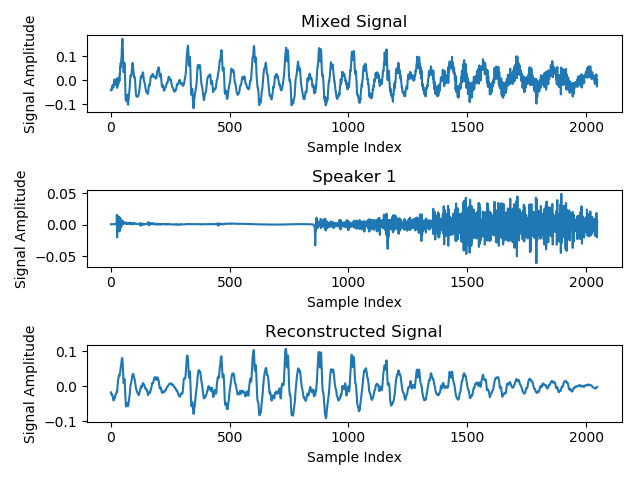 Mixed Signal
Signal Amplitude
0.1
0.0
−0.1
0 500 1000 1500 2000
Sample Index
Speaker 1
Signal Amplitude
0.05
0.00
−0.05
0 500 1000 1500 2000
Sample Index
Reconstructed Signal
Signal Amplitude
0.1
0.0
−0.1
0 500 1000 1500 2000
Sample Index